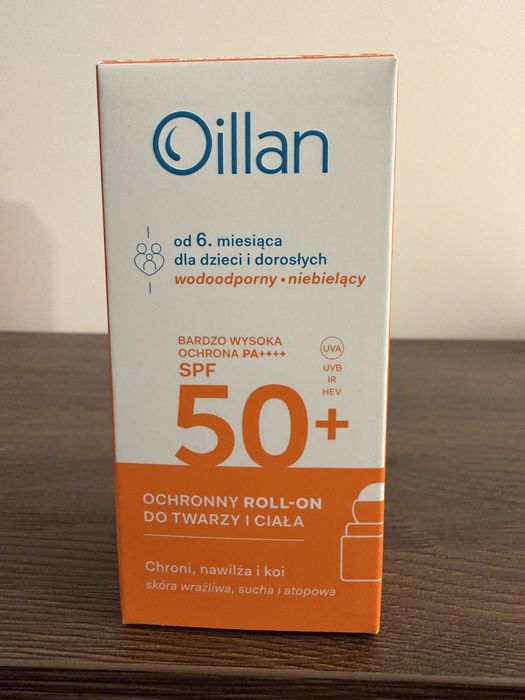 Oillan
od 6. miesiąca
dla dzieci i dorosłych
wodoodporny • niebielący
BARDZO WYSOKA
OCHRONA PA++++
SPF
50+
UVA
UVB
IR
HEV
OCHRONNY ROLL-ON
DO TWARZY I CIAŁA
Chroni, nawilża i koi
skóra wrażliwa, sucha i atopowa